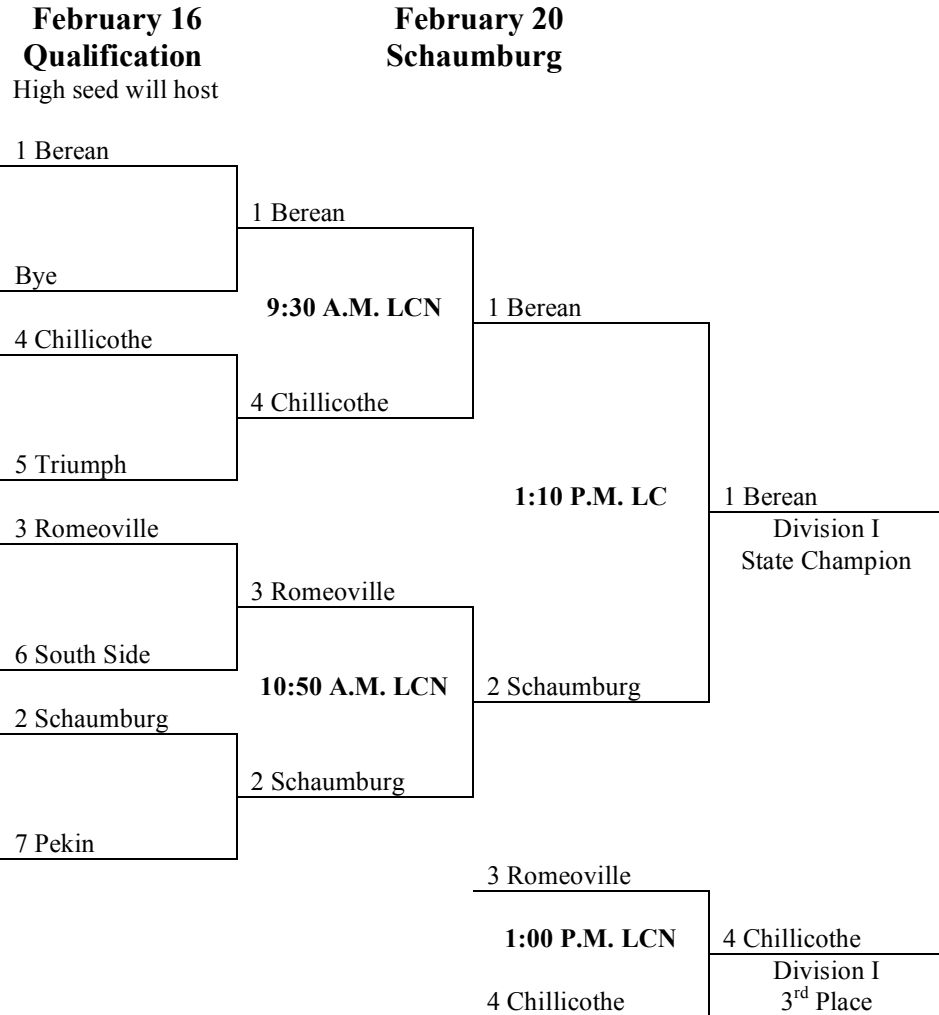 February 16
Qualification
High seed will host
February 20
Schaumburg
1 Berean
Bye
4 Chillicothe
5 Triumph
3 Romeoville
6 South Side
2 Schaumburg
7 Pekin
1 Berean
9:30 A.M. LCN
4 Chillicothe
3 Romeoville
10:50 A.M. LCN
2 Schaumburg
1 Berean
1:10 P.M. LC
2 Schaumburg
1 Berean
Division I
State Champion
3 Romeoville
1:00 P.M. LCN
4 Chillicothe
4 Chillicothe
Division I
3rd Place